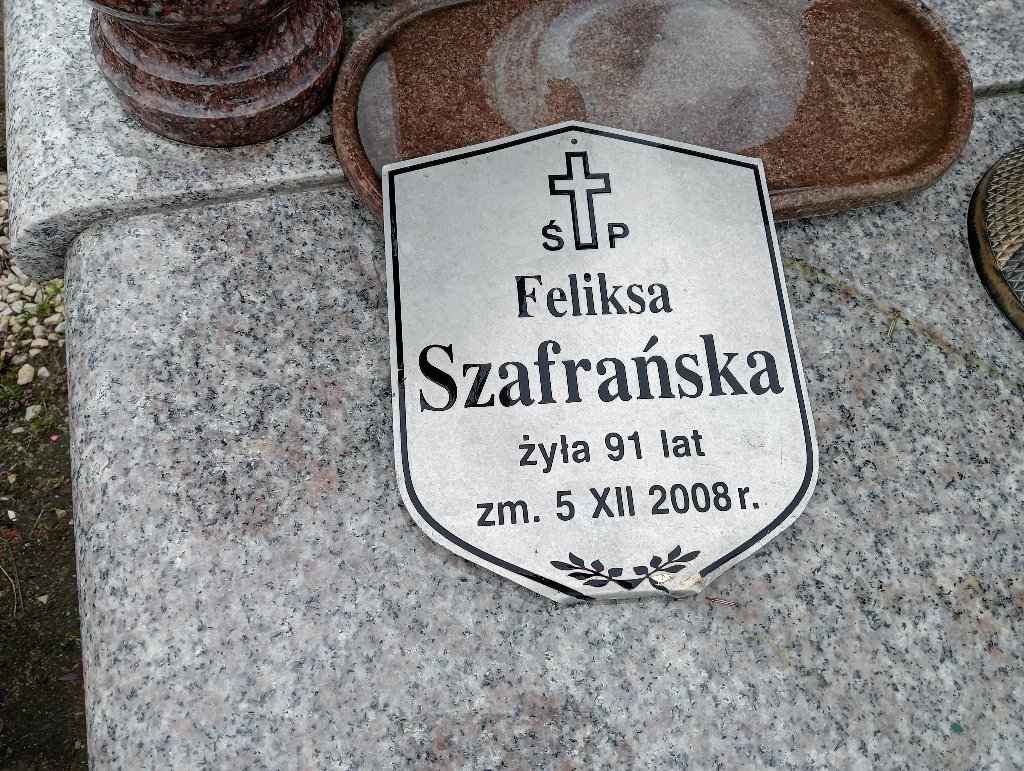 Ś P
Feliksa
Szafrańska
żyła 91 lat
zm. 5 XII 2008 r.